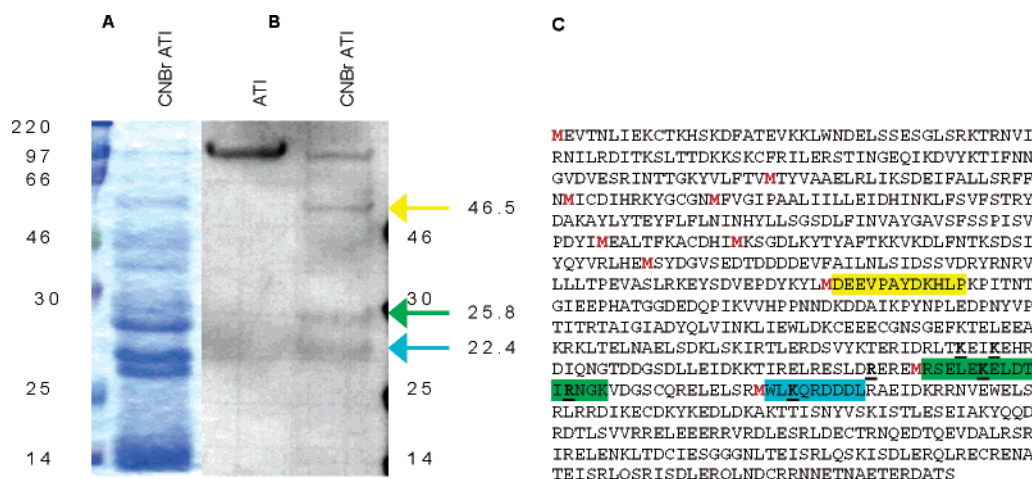 A
B
C
CNBr ATI
ATI
CNBr ATI
220
97
66
46
30
25
14
46.5
46
30
25.8
22.4
25
14
MEVTNLIEKCTKHSKDFATEVKKLWNDELSSESGLSRKTRNVI
RNILRDITKSLTTDKKSKCFRILERSTINGEQIKDVYKTIFNN
GVDVESRINTTGKYVLFTVMTYVAAELRLIKSDEIFALLSRFF
NMICDIHRKYGCGNMFVGIPAALIILLEIDHINKLFSVFSTRY
DAKAYLYTEYFLFLNINHYLLSGSDLFINVAYGAVSFSSPISV
PDYIMEALTFKACDHIMKSGDLKYTYAFTKKVKDLFNTKSDSI
YQYVRLHEMSYDGVSEDTDDDDEVFAILNLSIDSSVDRYRNRV
LLLTPEVASLRKEYSDVEPDYKYLMDEEVPAYDKHLPKPITNT
GIEEPHATGGDEDQPIKVVHPPNNDKDDAIKPYNPLEDPNYVP
TITRTAIGIADYQLVINKLIEWLDKCEEECGNSGEFKTELEEA
KRKLTELNAELSDKLSKIRTLERDSVYKTERIDRLTKEIKEHR
DIQNGTDDGSDLLEIDKKTIRELRESLDREREMRSELEKELDT
IRNGKVDGSCQRELELSRMWLKQRDDDLRAEIDKRRNVEWELS
RLRRDIKECDKYKEDLDKAKTTISNYVSKISTLESEIAKYQQD
RDTLSVVRRELEEERRVRDLESRLDECTRNQEDTQEVDALRSR
IRELENKLTDCIESGGGNLTEISRLQSKISDLERQLRECRENA
TEISRLQSRISDLERQLNDCRRNNETNAETERDATS